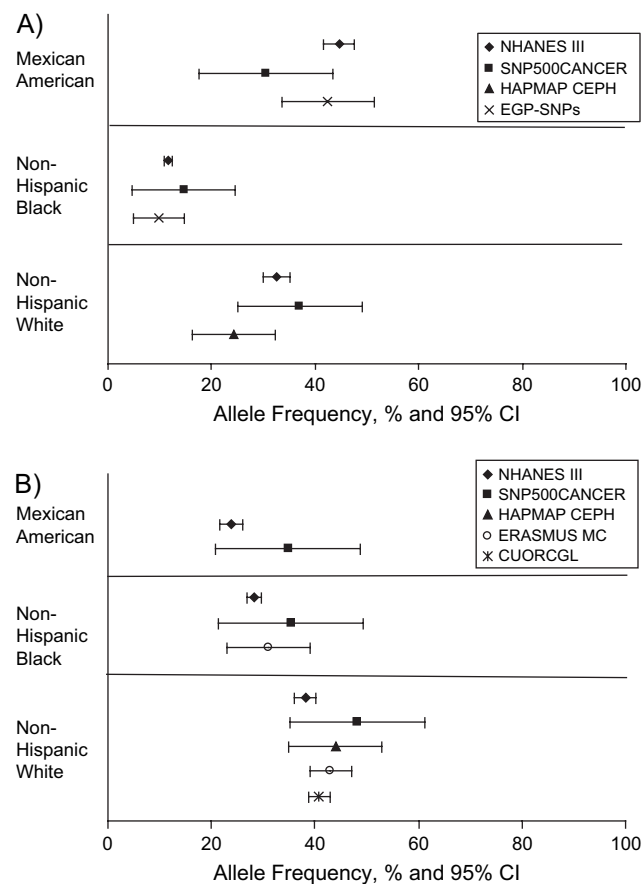 A)
NHANES III
SNP500CANCER
HAPMAP CEPH
EGP-SNPs
Mexican
American
Non-
Hispanic
Black
Non-
Hispanic
White
0 20 40 60 80 100
Allele Frequency, % and 95% CI
B)
NHANES III
SNP500CANCER
HAPMAP CEPH
ERASMUS MC
CUORCGL
Mexican
American
Non-
Hispanic
Black
Non-
Hispanic
White
0 20 40 60 80 100
Allele Frequency, % and 95% CI